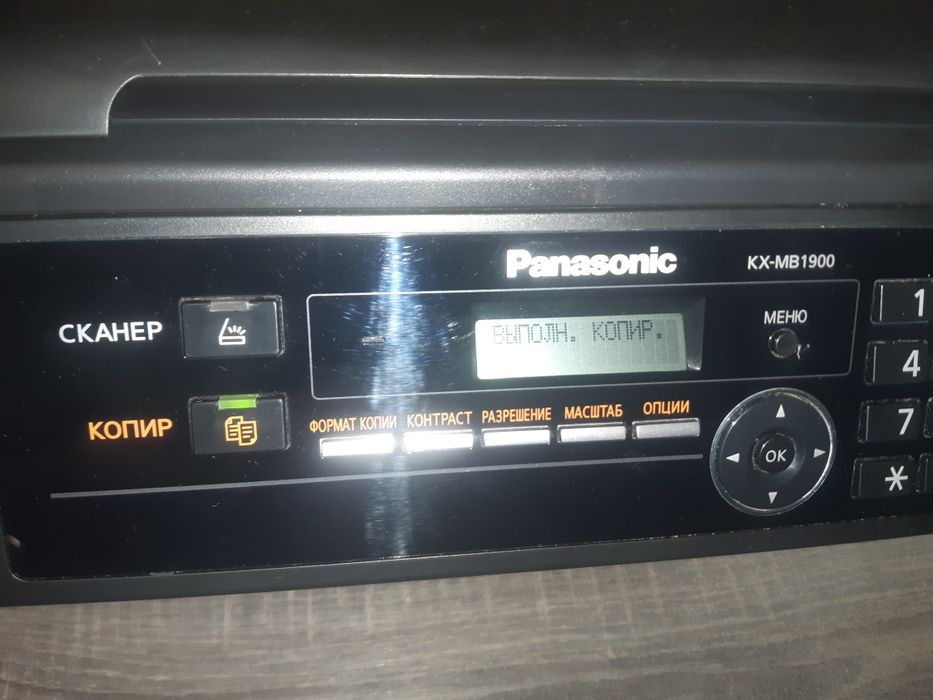 Panasonic
KX-MB1900
СКАНЕР
ВЫПОЛН. КОПИР.
МЕНЮ
1
4
КОПИР
ФОРМАТ КОПИИ КОНТРАСТ РАЗРЕШЕНИЕ МАСШТАБ ОПЦИИ
7
OK
*